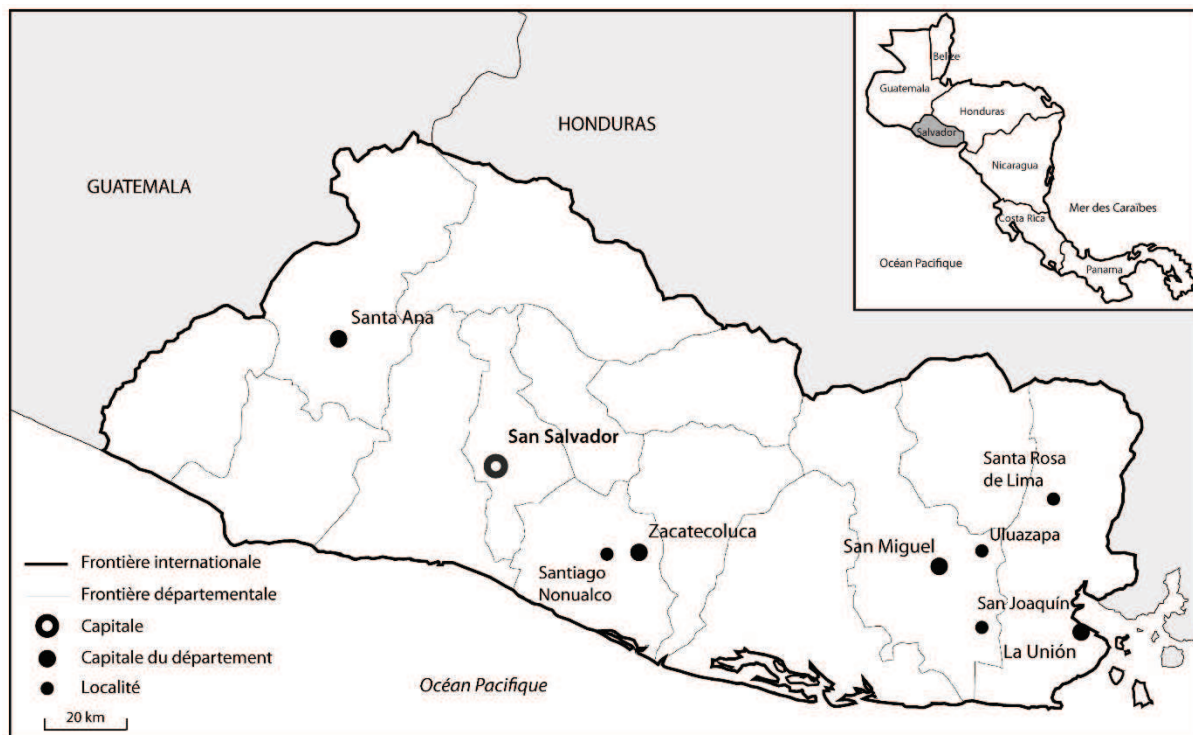 GUATEMALA
HONDURAS
Santa Ana
San Salvador
Zacatecoluca
Santiago
Nonualco
San Miguel
Santa Rosa
de Lima
Uluazapa
San Joaquín
La Unión
Océan Pacifique
Frontière internationale
Frontière départementale
Capitale
Capitale du département
Localité
20 km
Belize
Guatemala
Honduras
Salvador
Nicaragua
Costa Rica
Mer des Caraïbes
Océan Pacifique
Panama